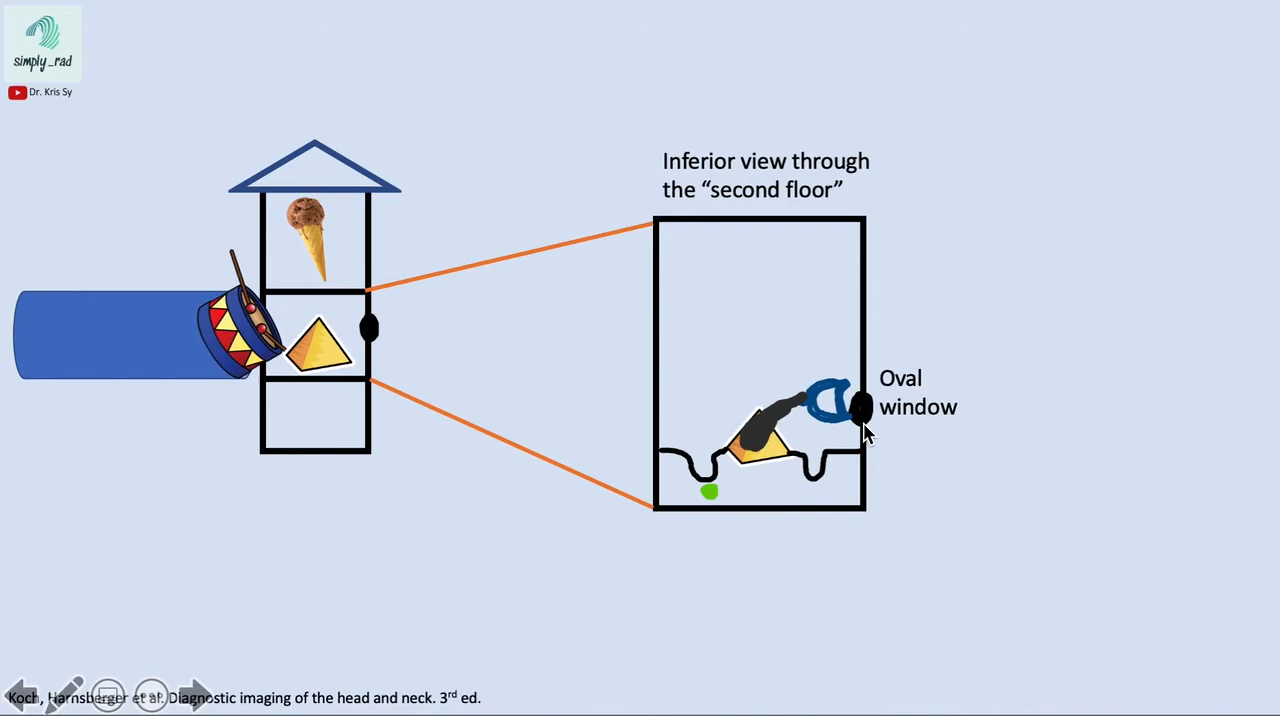 simply_rad
Dr. Kris Sy
Inferior view through
the “second floor”
Oval
window
Koch, Harnsberger et al. Diagnostic imaging of the head and neck. 3rd ed.